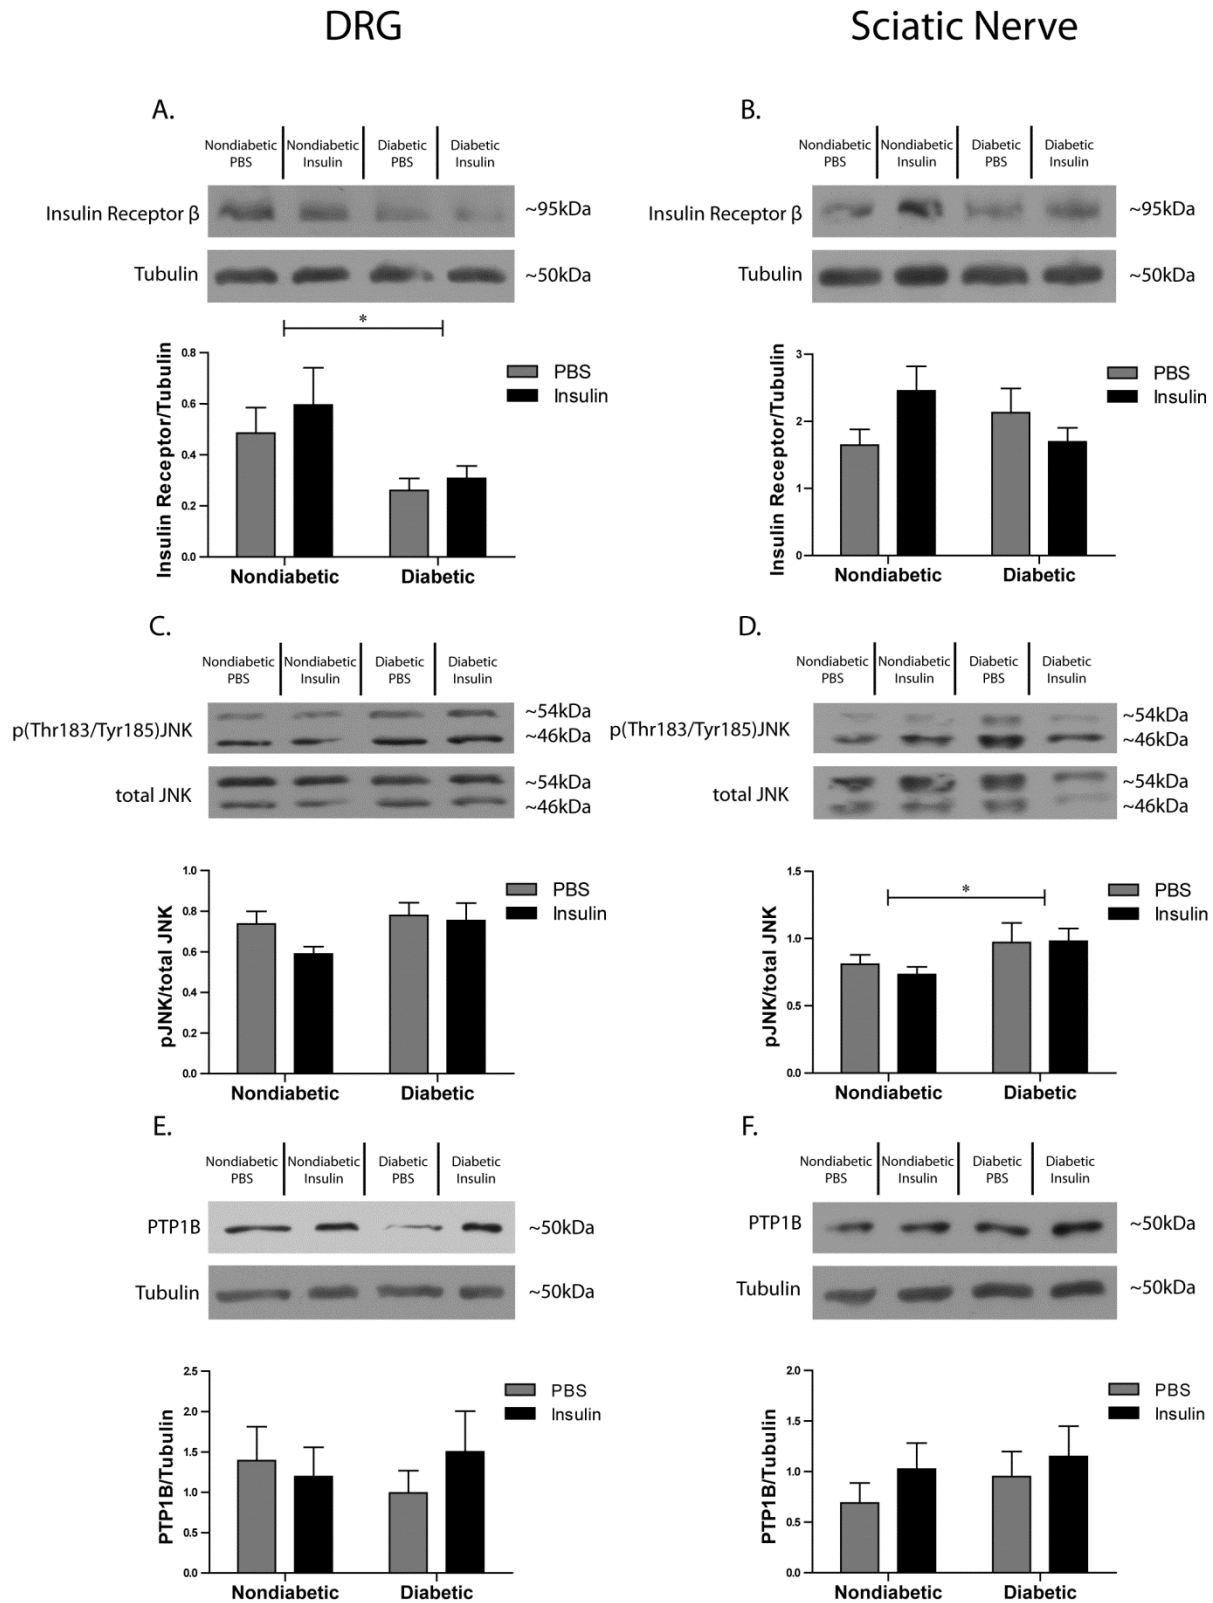 DRG
Sciatic Nerve
A.
Nondiabetic PBS
Nondiabetic Insulin
Diabetic PBS
Diabetic Insulin
Insulin Receptor β
~95kDa
Tubulin
~50kDa
*
Insulin Receptor/Tubulin
0.8
0.6
0.4
0.2
0.0
PBS
Insulin
Nondiabetic
Diabetic
B.
Nondiabetic PBS
Nondiabetic Insulin
Diabetic PBS
Diabetic Insulin
Insulin Receptor β
~95kDa
Tubulin
~50kDa
Insulin Receptor/Tubulin
3
2
1
0
PBS
Insulin
Nondiabetic
Diabetic
C.
Nondiabetic PBS
Nondiabetic Insulin
Diabetic PBS
Diabetic Insulin
p(Thr183/Tyr185)JNK
~54kDa
~46kDa
total JNK
~54kDa
~46kDa
pJNK/total JNK
1.0
0.8
0.6
0.4
0.2
0.0
PBS
Insulin
Nondiabetic
Diabetic
D.
Nondiabetic PBS
Nondiabetic Insulin
Diabetic PBS
Diabetic Insulin
p(Thr183/Tyr185)JNK
~54kDa
~46kDa
total JNK
~54kDa
~46kDa
*
pJNK/total JNK
1.5
1.0
0.5
0.0
PBS
Insulin
Nondiabetic
Diabetic
E.
Nondiabetic PBS
Nondiabetic Insulin
Diabetic PBS
Diabetic Insulin
PTP1B
~50kDa
Tubulin
~50kDa
PTP1B/Tubulin
2.5
2.0
1.5
1.0
0.5
0.0
PBS
Insulin
Nondiabetic
Diabetic
F.
Nondiabetic PBS
Nondiabetic Insulin
Diabetic PBS
Diabetic Insulin
PTP1B
~50kDa
Tubulin
~50kDa
PTP1B/Tubulin
2.0
1.5
1.0
0.5
0.0
PBS
Insulin
Nondiabetic
Diabetic